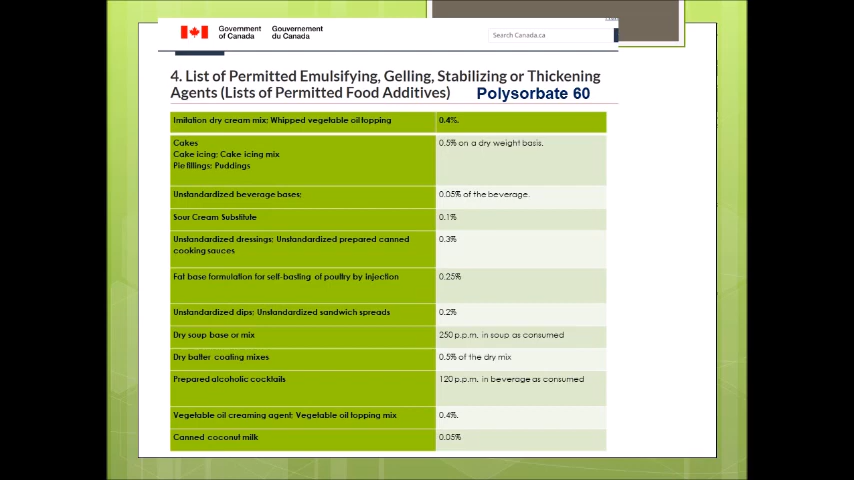 Government of Canada
Gouvernement du Canada
Search Canada.ca
4. List of Permitted Emulsifying, Gelling, Stabilizing or Thickening
Agents (Lists of Permitted Food Additives) Polysorbate 60
Imitation dry cream mix; Whipped vegetable oil topping 0.4%.
Cakes 0.5% on a dry weight basis.
Cake icing; Cake icing mix
Pie fillings; Puddings
Unstandardized beverage bases; 0.05% of the beverage.
Sour Cream Substitute 0.1%
Unstandardized dressings; Unstandardized prepared canned 0.3%
cooking sauces
Fat base formulation for self-basting of poultry by injection 0.25%
Unstandardized dips; Unstandardized sandwich spreads 0.2%
Dry soup base or mix 250 p.p.m. in soup as consumed
Dry batter coating mixes 0.5% of the dry mix
Prepared alcoholic cocktails 120 p.p.m. in beverage as consumed
Vegetable oil creaming agent; Vegetable oil topping mix 0.4%.
Canned coconut milk 0.05%